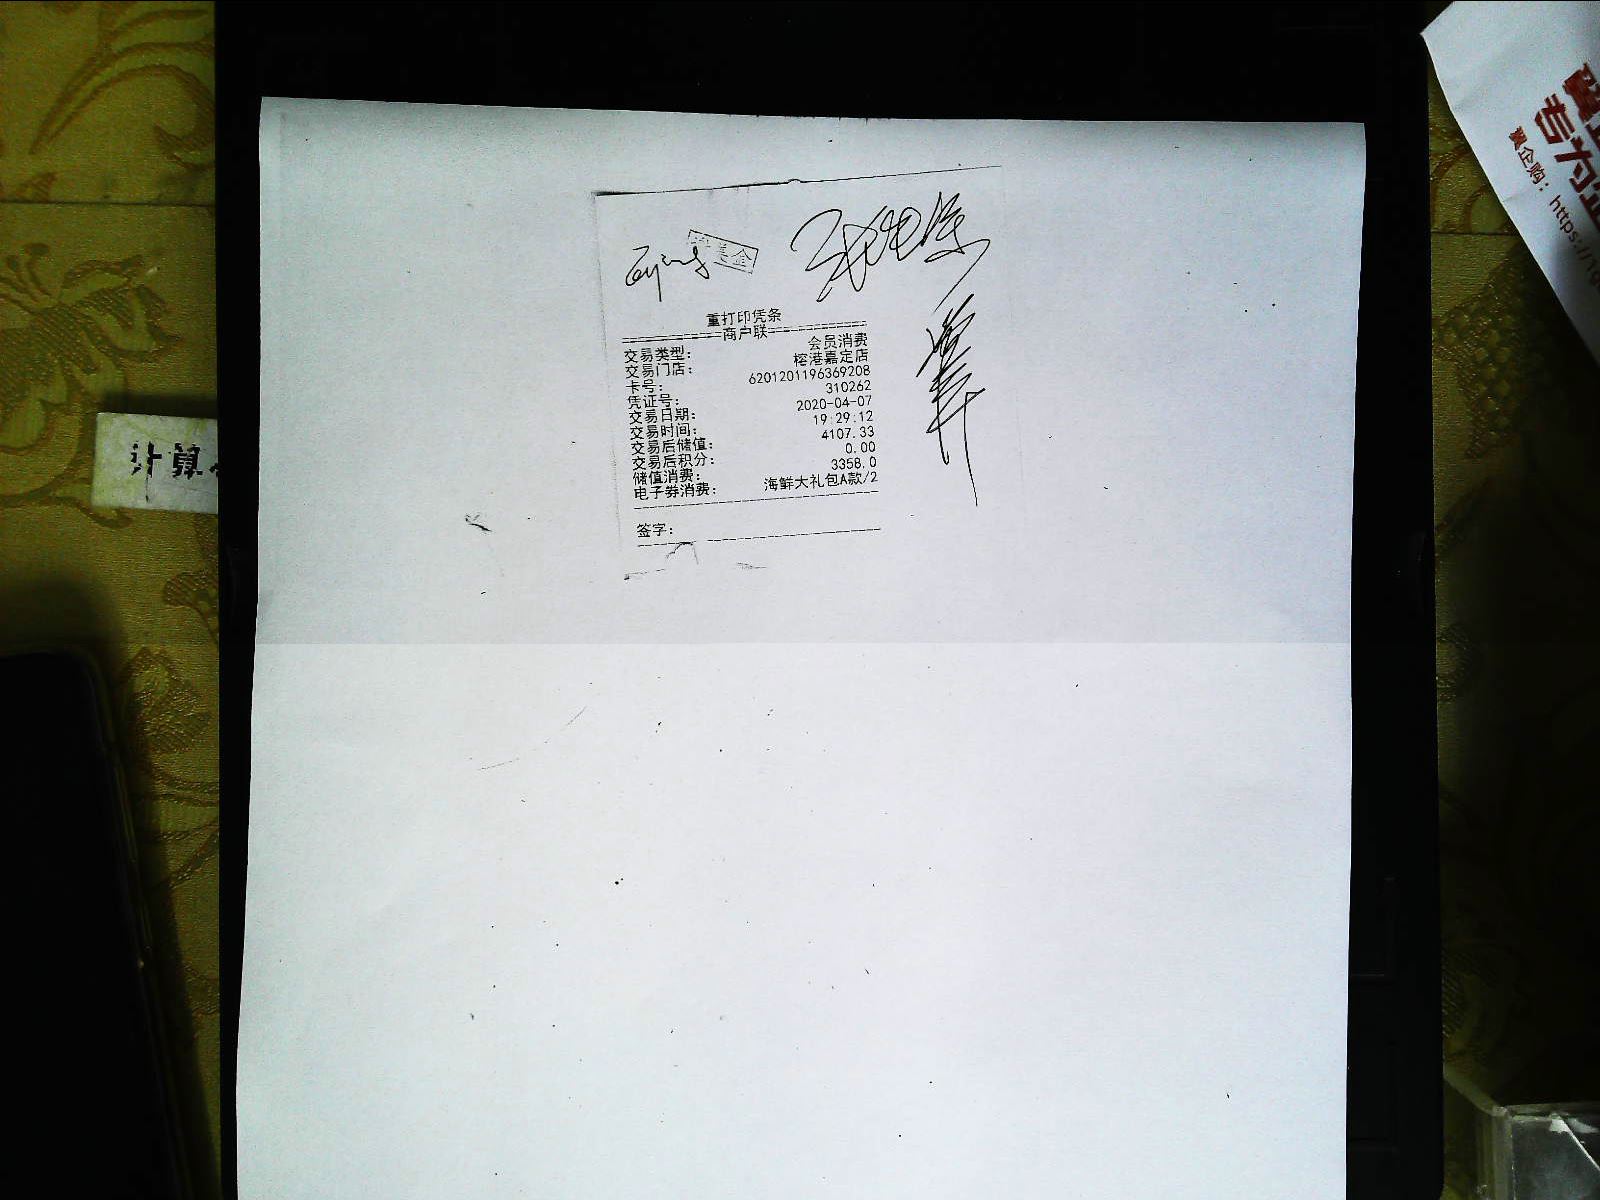 重打印凭条
商户联
交易类型: 会员消费
交易门店: 榕港嘉定店
卡号: 6201201196369208
凭证号: 310262
交易日期: 2020-04-07
交易时间: 19:29:12
交易后储值: 4107.33
交易后积分: 0.00
储值消费: 3358.0
电子券消费: 海鲜大礼包A款/2
签字:
计算
翼企购: https://